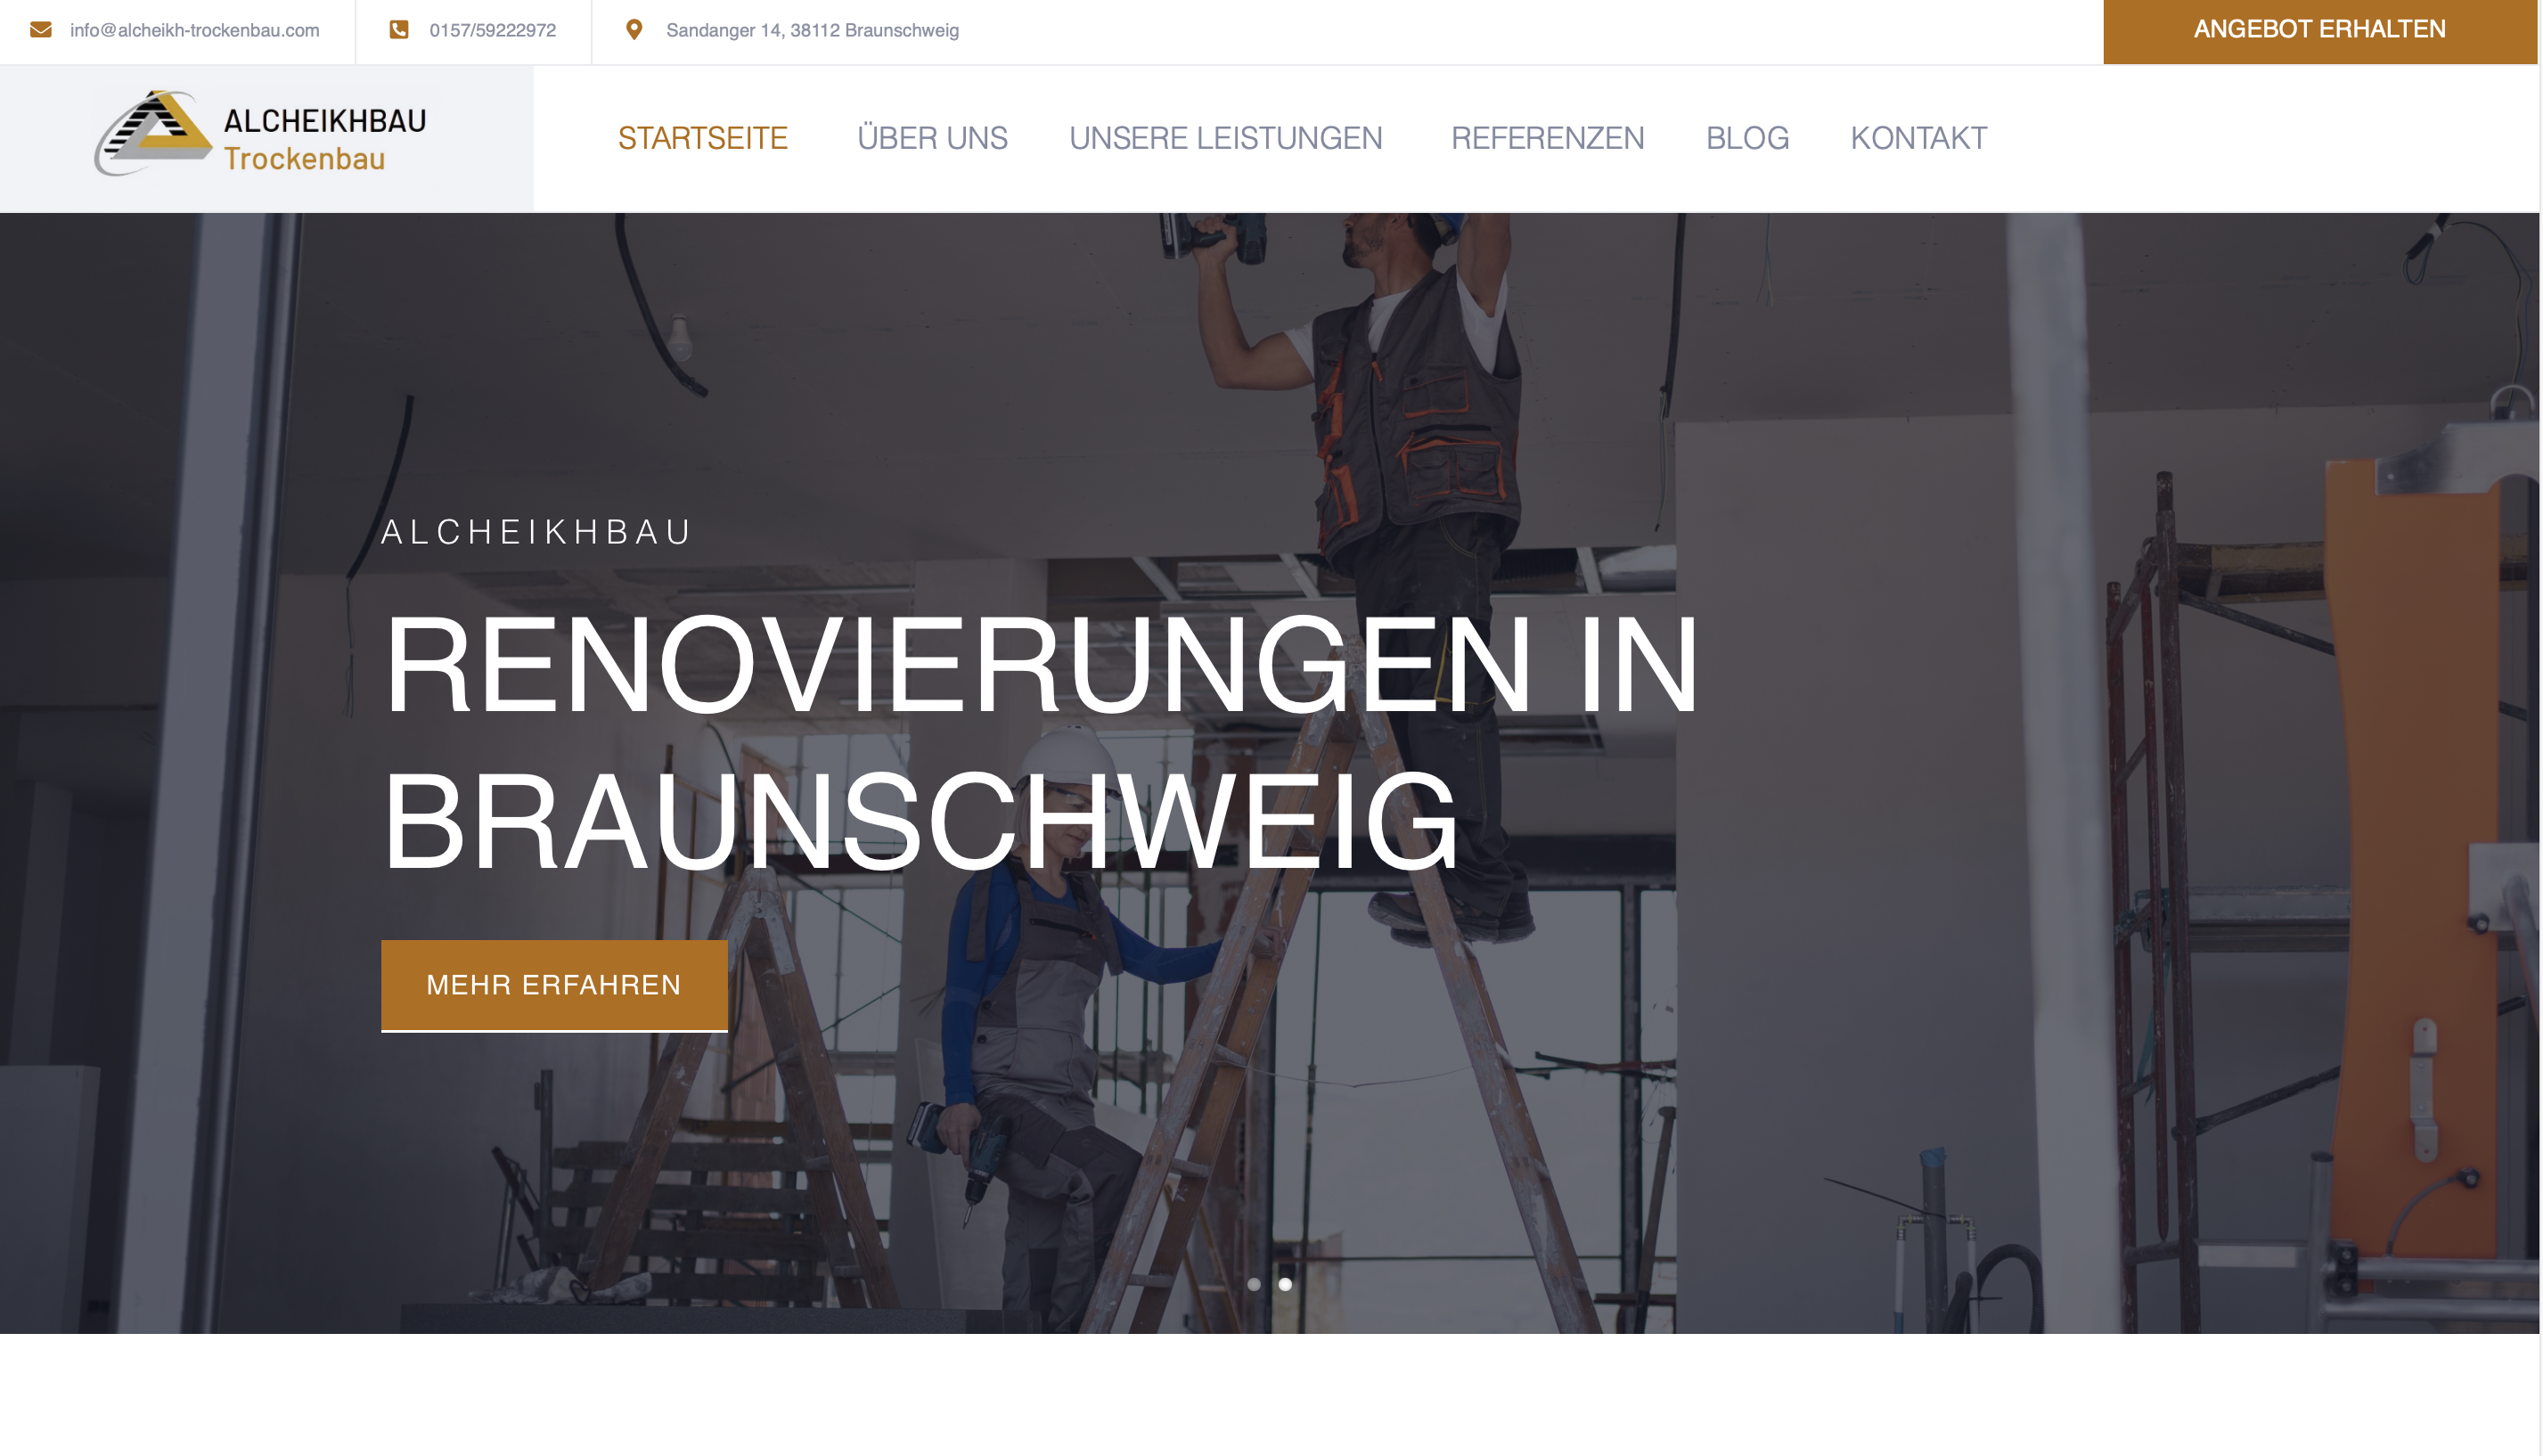 info@alcheikh-trockenbau.com
0157/59222972
Sandanger 14, 38112 Braunschweig
ANGEBOT ERHALTEN
ALCHEIKHBAU
Trockenbau
STARTSEITE
ÜBER UNS
UNSERE LEISTUNGEN
REFERENZEN
BLOG
KONTAKT
ALCHEIKHBAU
RENOVIERUNGEN IN
BRAUNSCHWEIG
MEHR ERFAHREN